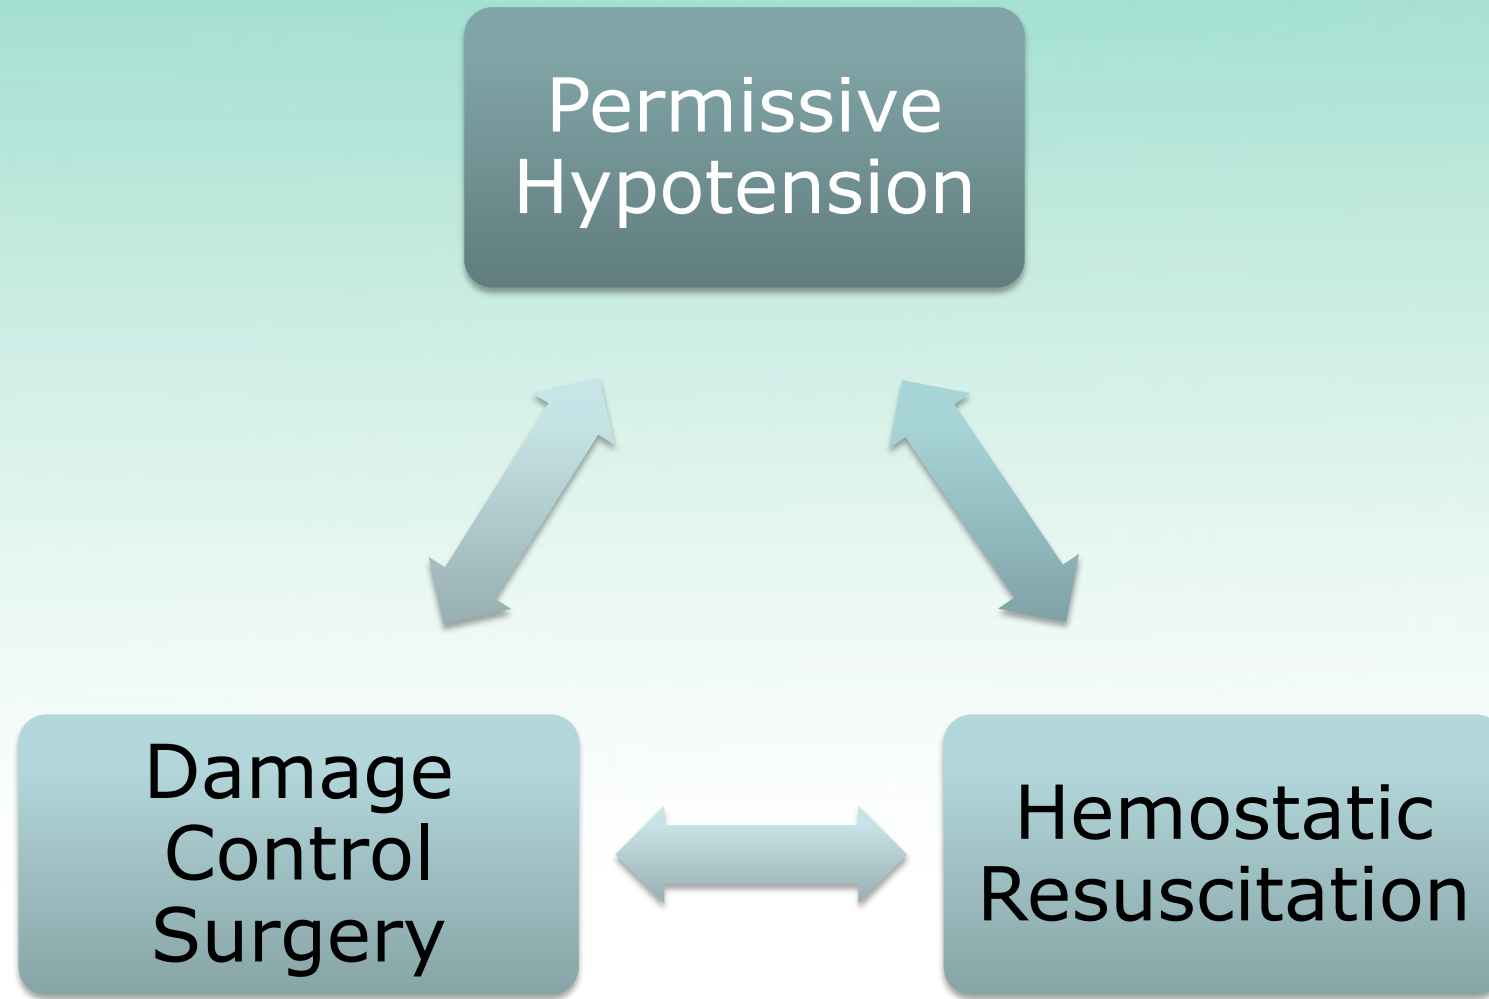 Permissive
Hypotension
Damage
Control
Surgery
Hemostatic
Resuscitation